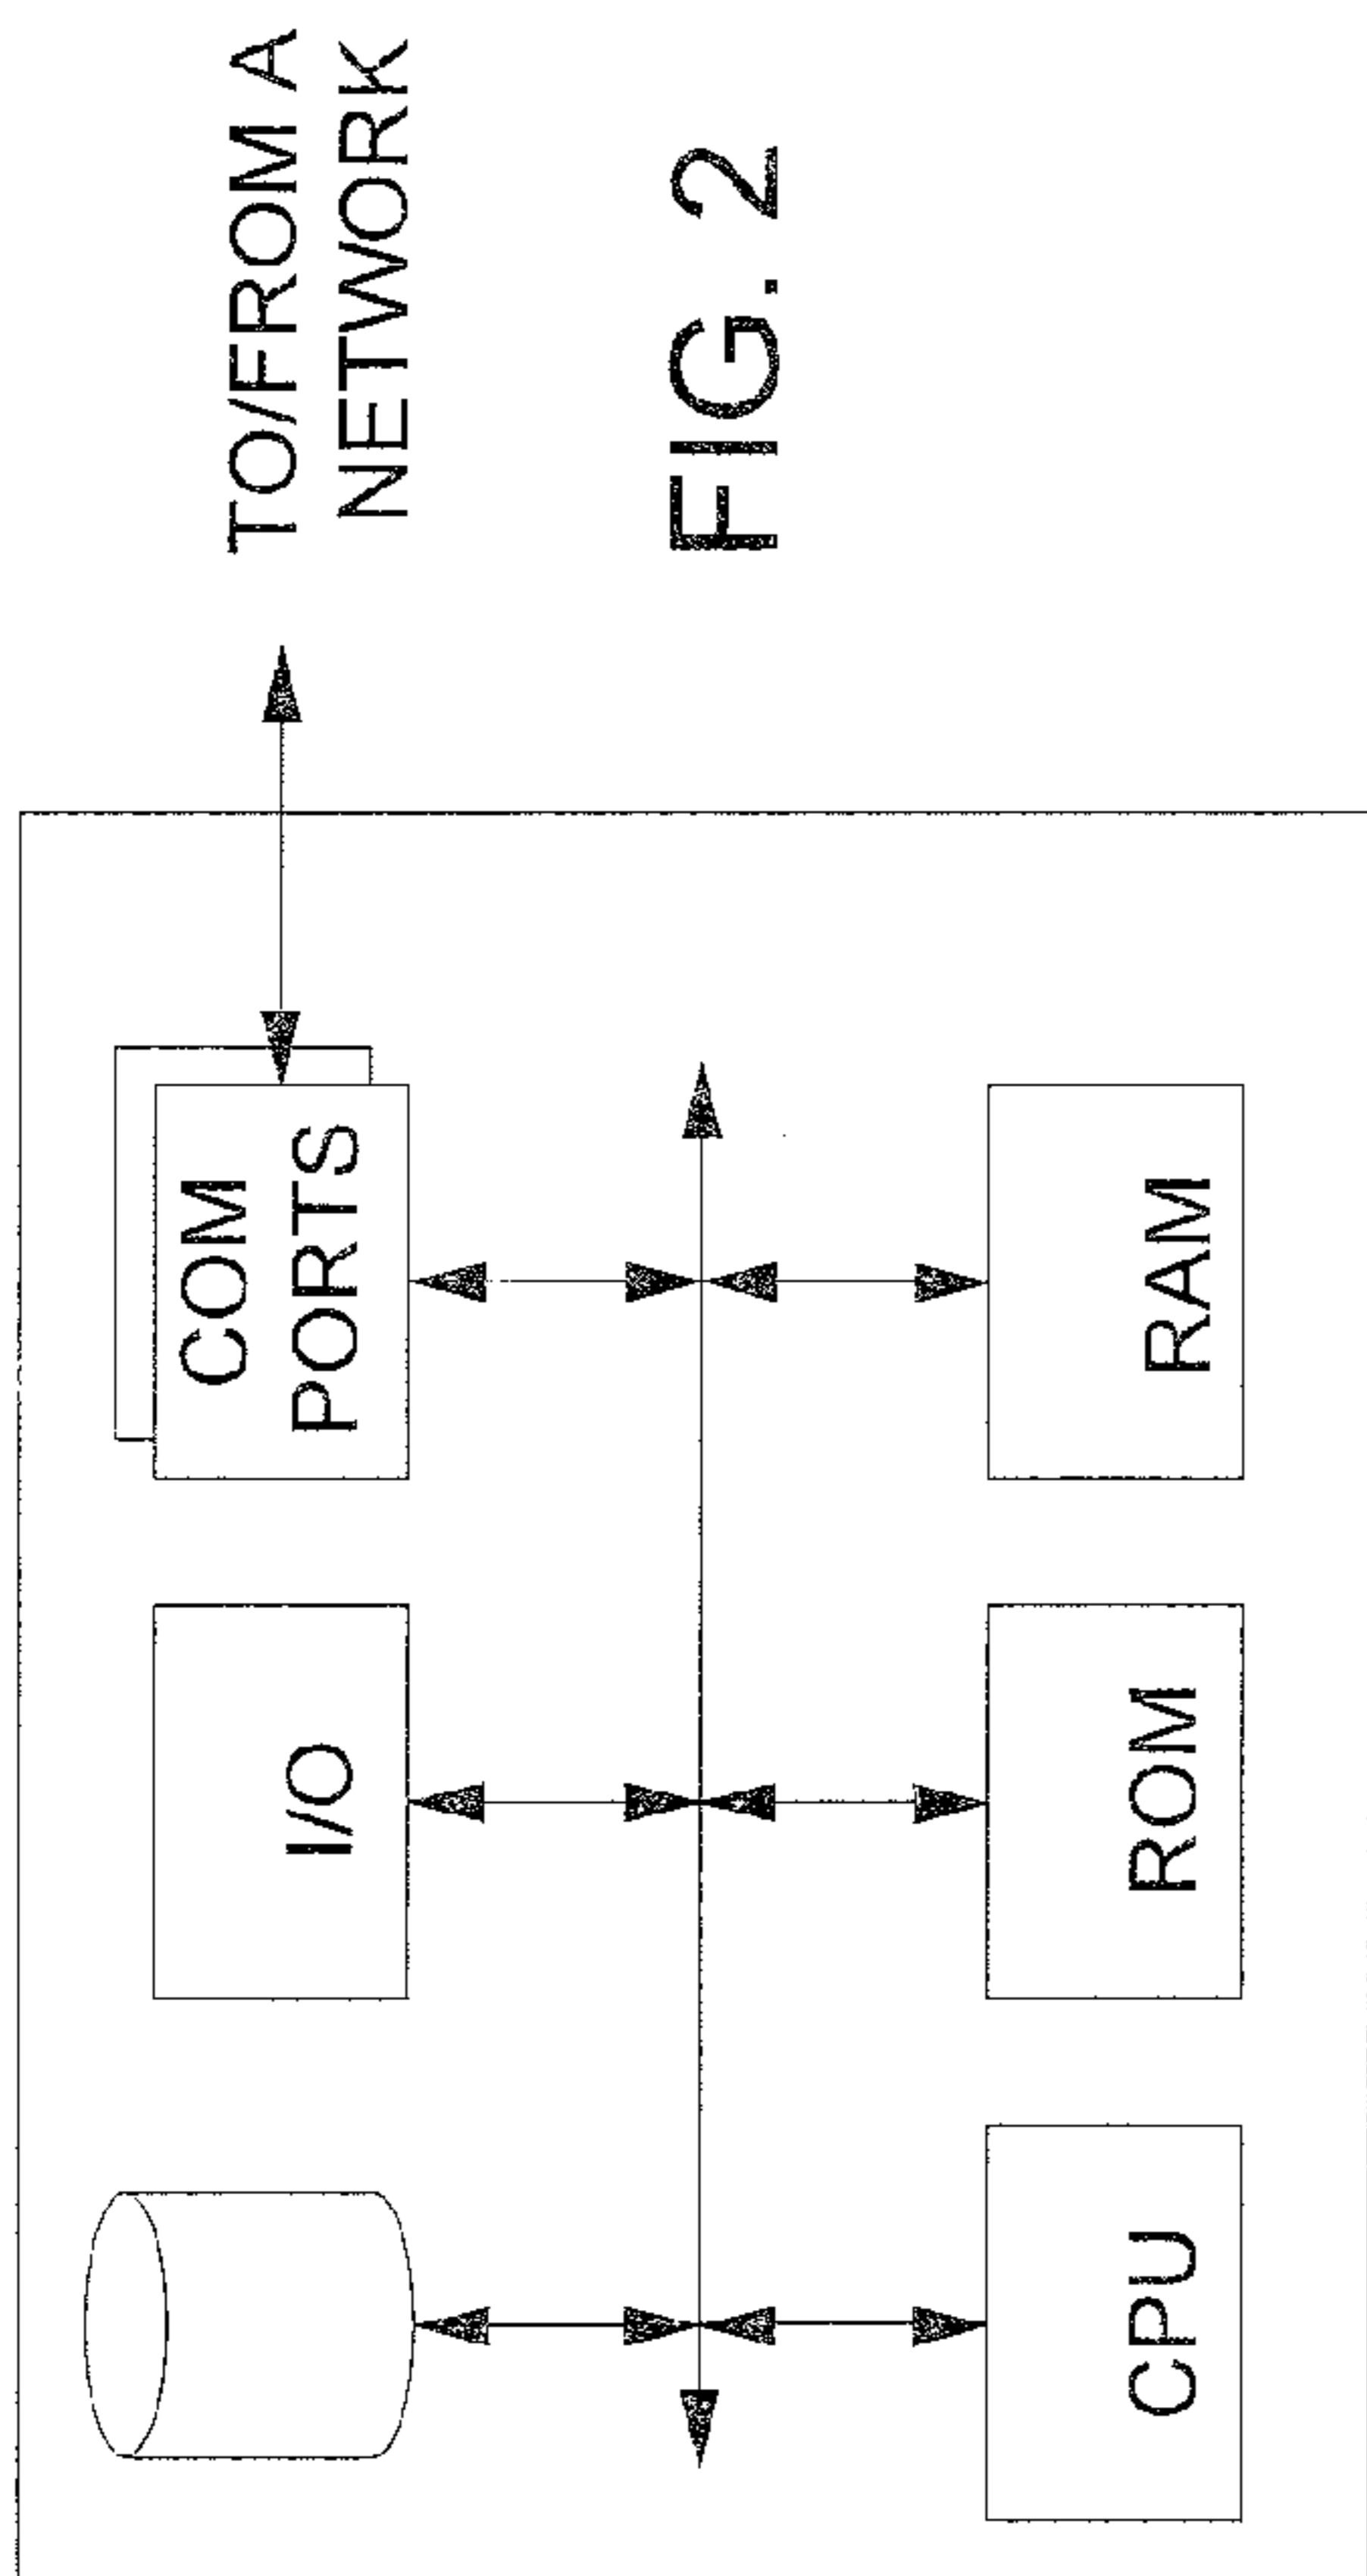 COM
PORTS
TO/FROM A
NETWORK
I/O
CPU
ROM
RAM
FIG. 2